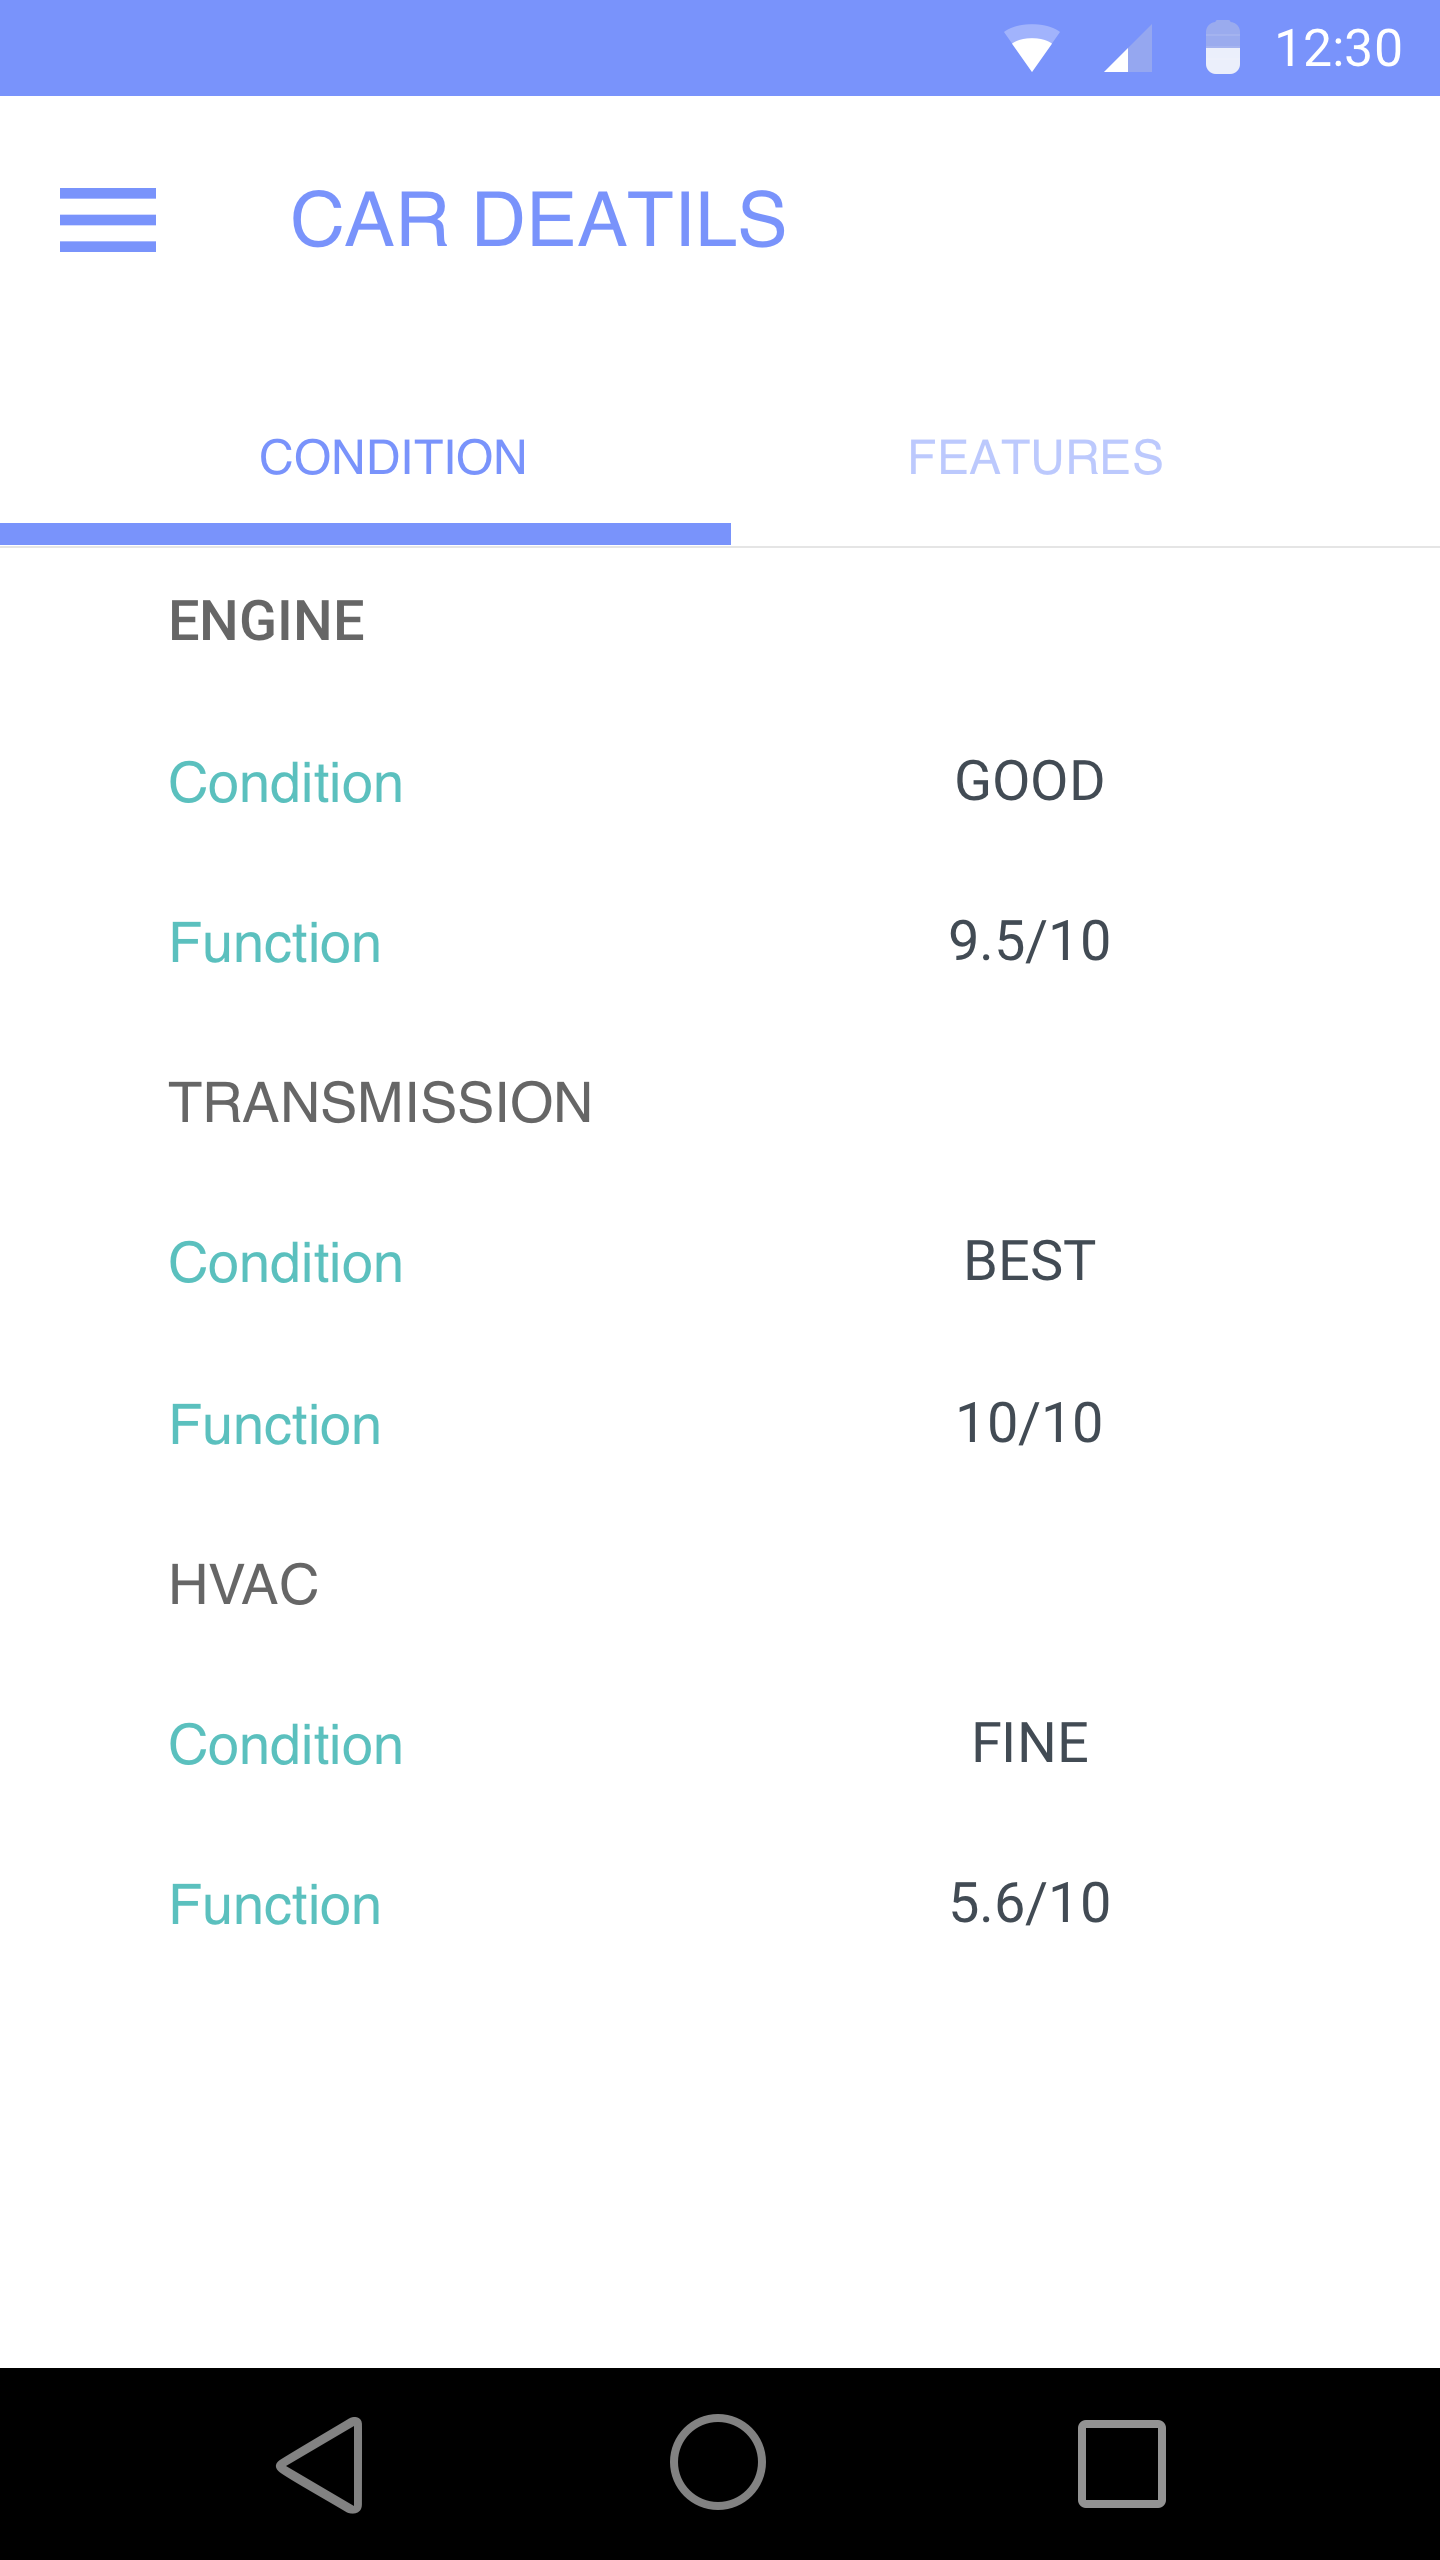 12:30
CAR DEATILS
CONDITION FEATURES
ENGINE
Condition GOOD
Function 9.5/10
TRANSMISSION
Condition BEST
Function 10/10
HVAC
Condition FINE
Function 5.6/10